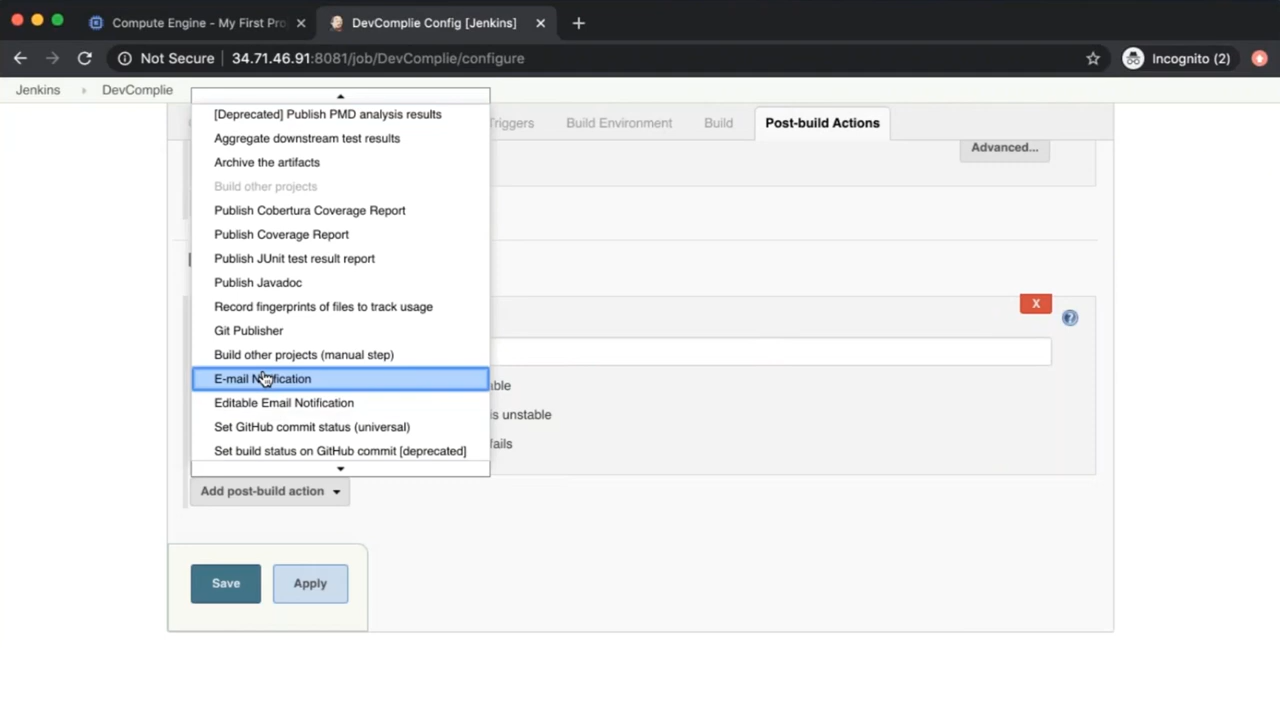 Compute Engine - My First Pro
DevComplie Config [Jenkins]
Not Secure
34.71.46.91:8081/job/DevComplie/configure
Incognito (2)
Jenkins
DevComplie
Triggers
Build Environment
Build
Post-build Actions
Advanced...
[Deprecated] Publish PMD analysis results
Aggregate downstream test results
Archive the artifacts
Build other projects
Publish Cobertura Coverage Report
Publish Coverage Report
Publish JUnit test result report
Publish Javadoc
Record fingerprints of files to track usage
X
Git Publisher
Build other projects (manual step)
E-mail Notification
able
Editable Email Notification
is unstable
Set GitHub commit status (universal)
fails
Set build status on GitHub commit [deprecated]
Add post-build action
Save
Apply